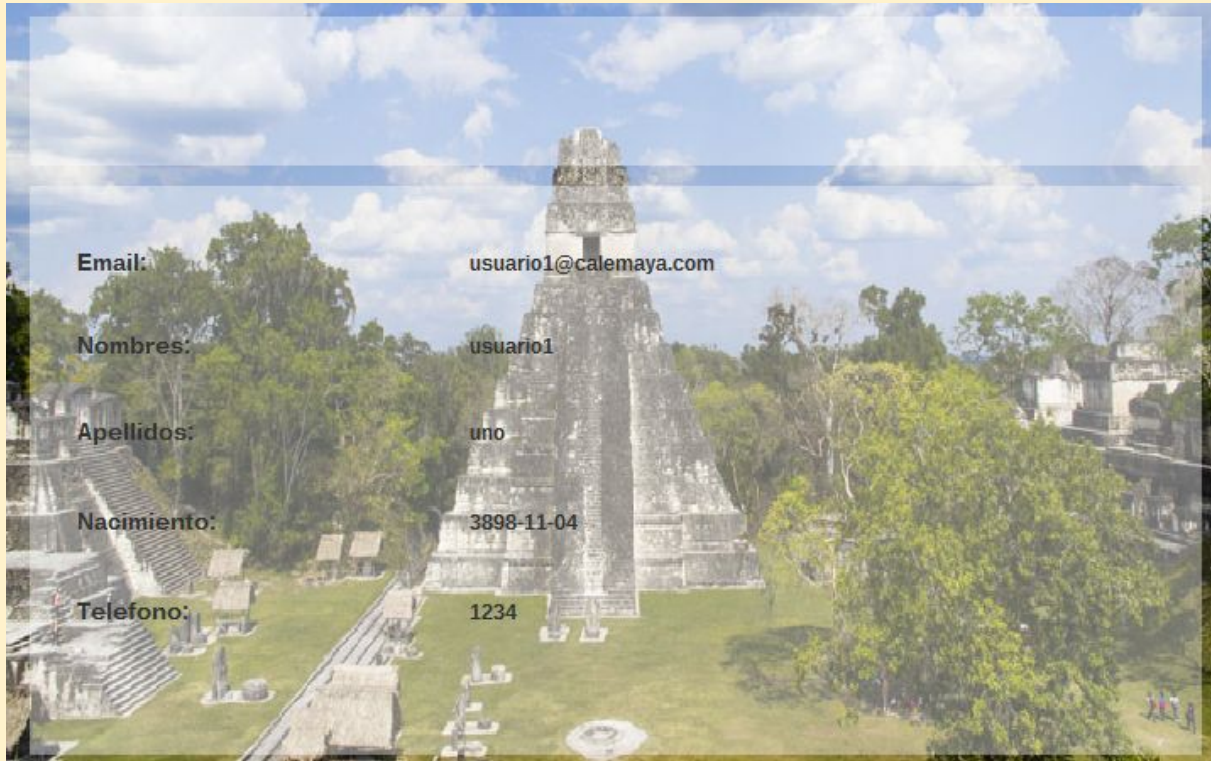 Email: usuario1@calemaya.com
Nombres: usuario1
Apellidos: uno
Nacimiento: 3898-11-04
Telefono: 1234